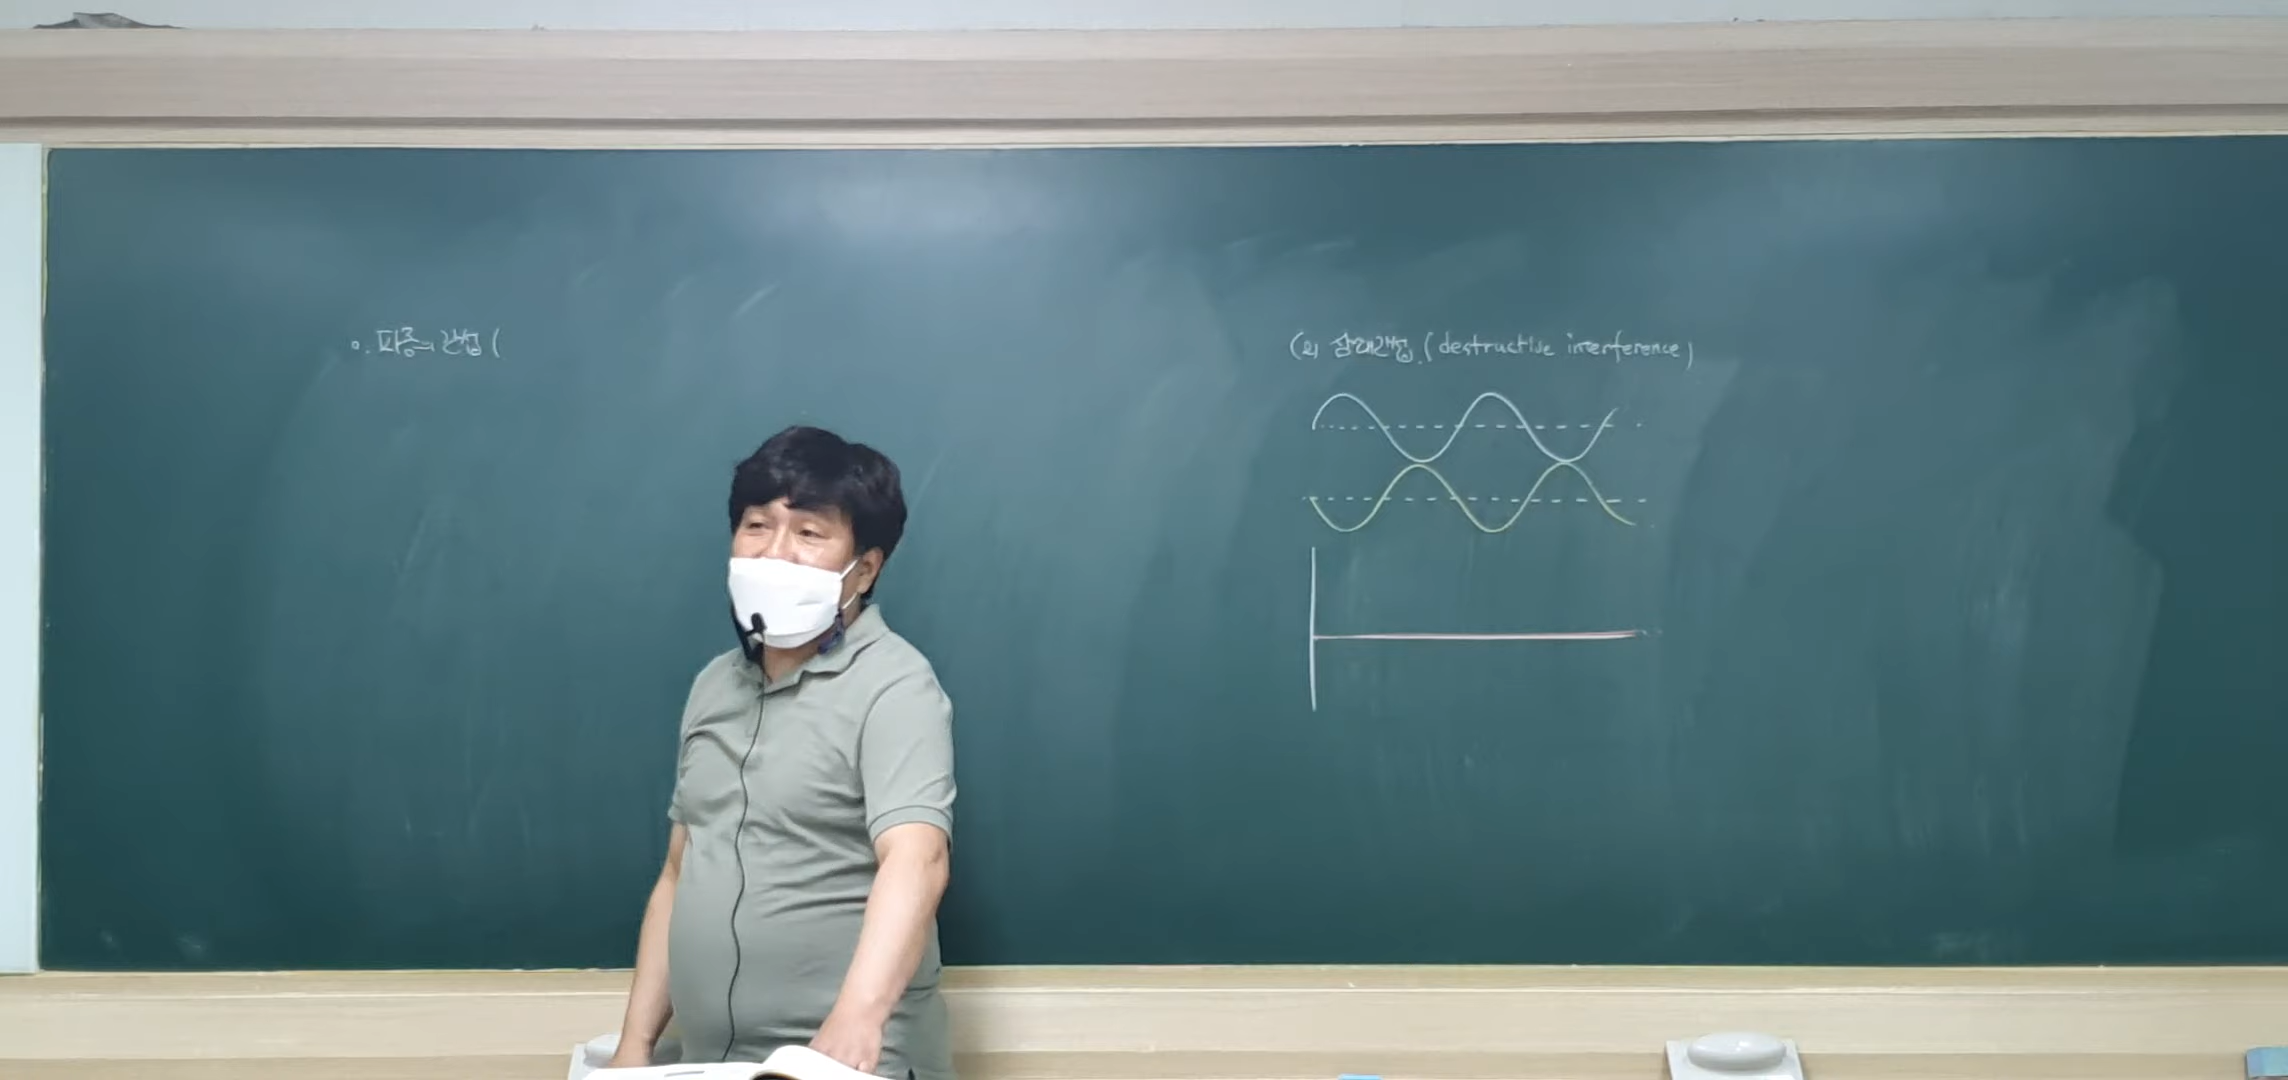 o. 파동의 간섭 (
(2) 상쇄간섭. (destructive interference)